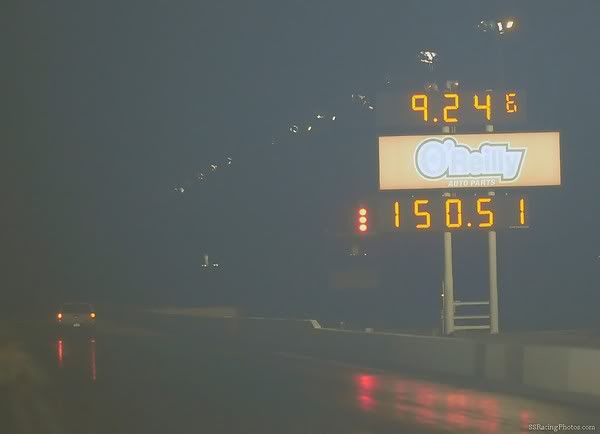 9.246
O'Reilly
AUTO PARTS
150.51
SSRacingPhotos.com